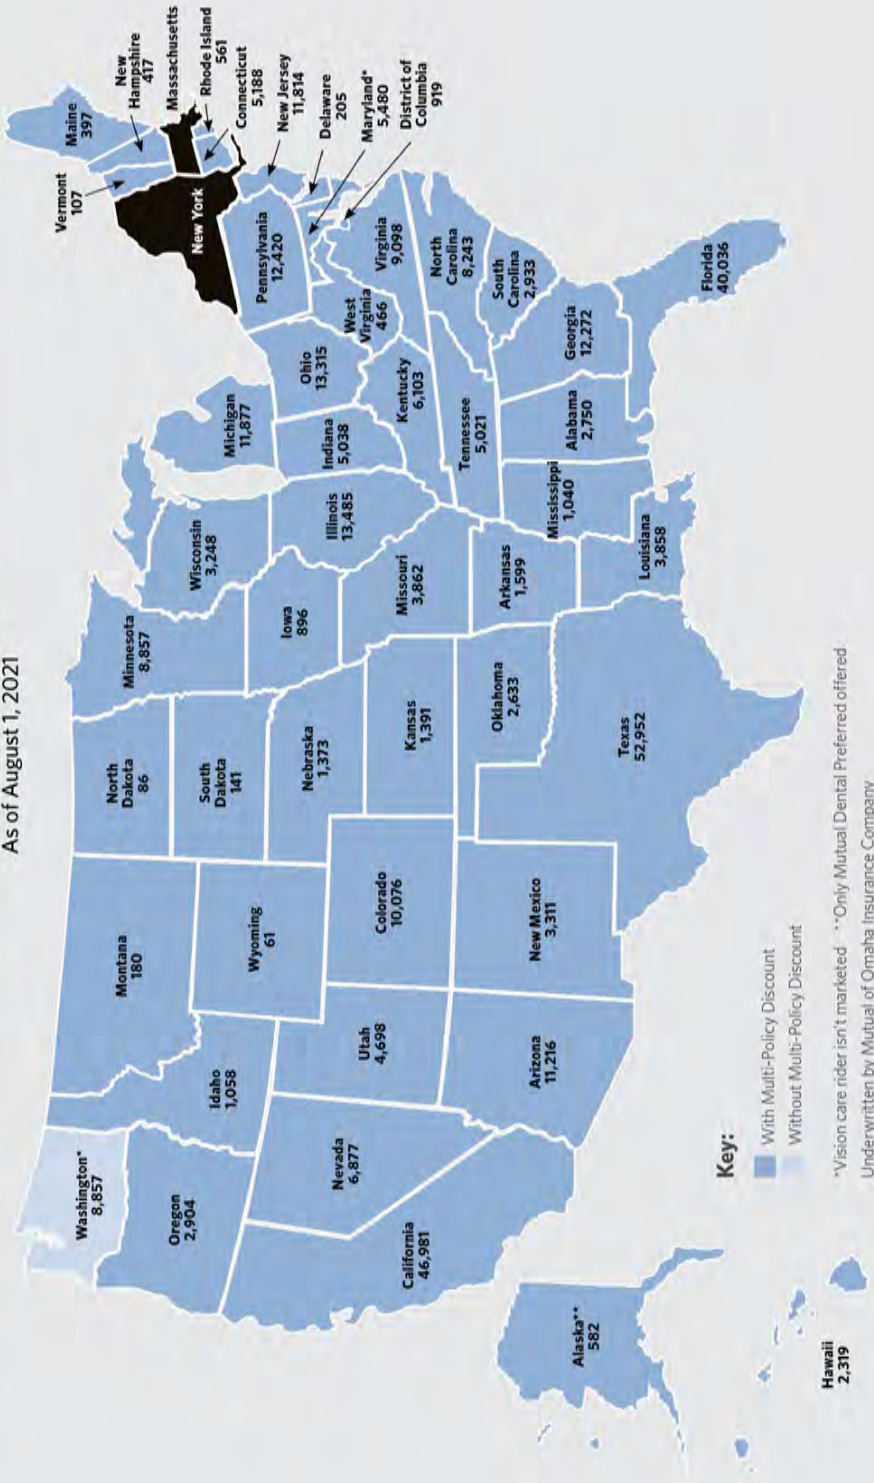 As of August 1, 2021
Washington*
8,857
Oregon
2,904
California
46,981
Nevada
6,877
Idaho
1,058
Montana
180
Wyoming
61
Utah
4,698
Arizona
11,216
Colorado
10,076
New Mexico
3,311
North
Dakota
86
South
Dakota
141
Nebraska
1,373
Kansas
1,391
Oklahoma
2,633
Texas
52,952
Minnesota
8,857
Iowa
896
Missouri
3,862
Arkansas
1,599
Louisiana
3,858
Wisconsin
3,248
Illinois
13,485
Michigan
11,877
Indiana
5,038
Ohio
13,315
Kentucky
6,103
Tennessee
5,021
Mississippi
1,040
Alabama
2,750
Georgia
12,272
Florida
40,036
South
Carolina
2,933
North
Carolina
8,243
Virginia
9,098
West
Virginia
466
Pennsylvania
12,420
New York
Vermont
107
Maine
397
New
Hampshire
417
Massachusetts
Rhode Island
561
Connecticut
5,188
New Jersey
11,814
Delaware
205
Maryland*
5,480
District of
Columbia
919
Alaska**
582
Hawaii
2,319
Key:
With Multi-Policy Discount
Without Multi-Policy Discount
*Vision care rider isn't marketed **Only Mutual Dental Preferred offered
Underwritten by Mutual of Omaha Insurance Company